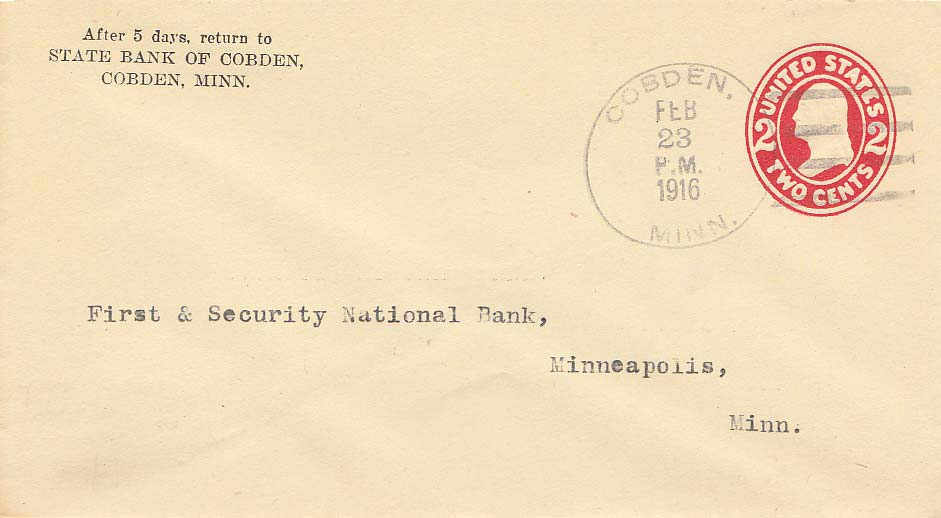 After 5 days, return to
STATE BANK OF COBDEN,
COBDEN, MINN.
COBDEN,
FEB
23
P.M.
1916
MINN.
UNITED STATES
2 2
TWO CENTS
First & Security National Bank,
Minneapolis,
Minn.